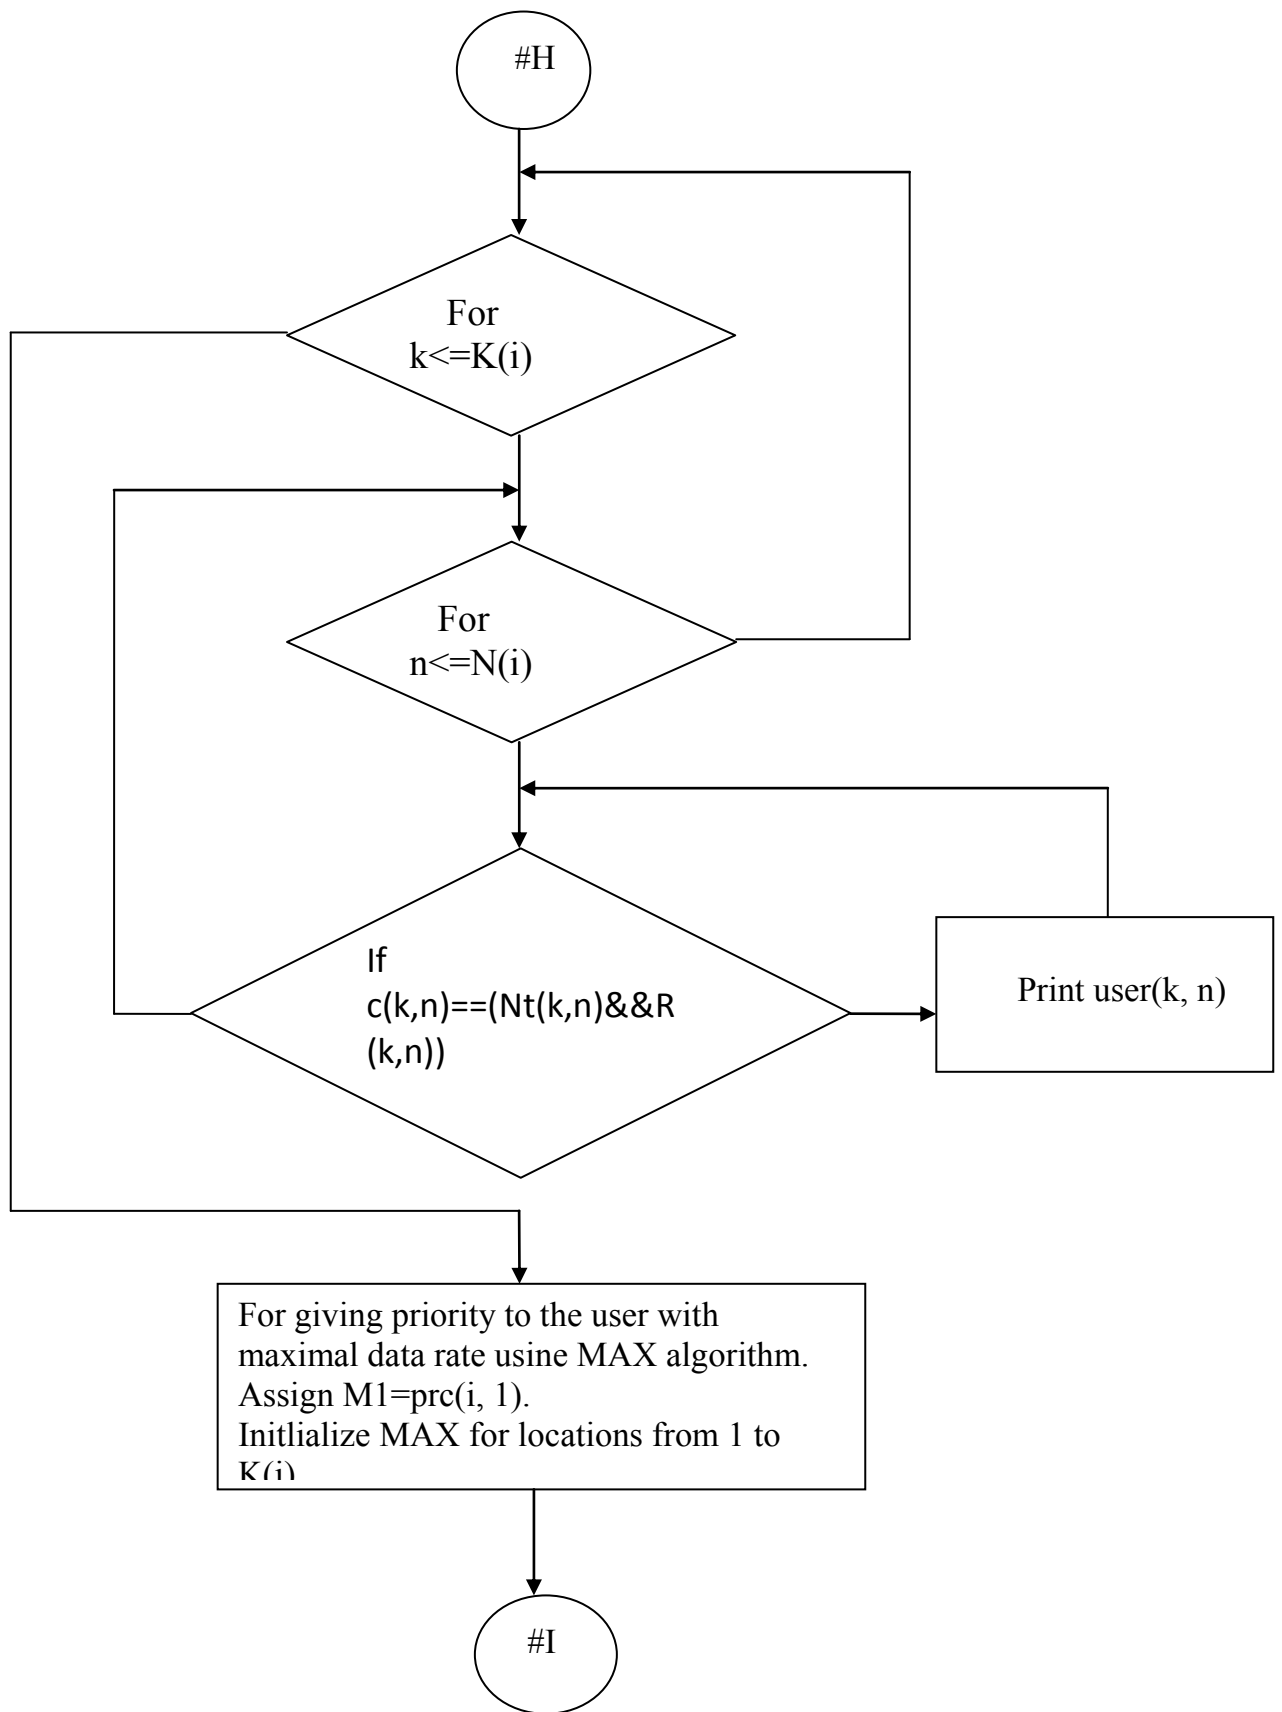 #H
For
k<=K(i)
For
n<=N(i)
If
c(k,n)==(Nt(k,n)&&R
(k,n))
Print user(k, n)
For giving priority to the user with
maximal data rate usine MAX algorithm.
Assign M1=prc(i, 1).
Initlialize MAX for locations from 1 to
K(i)
#I